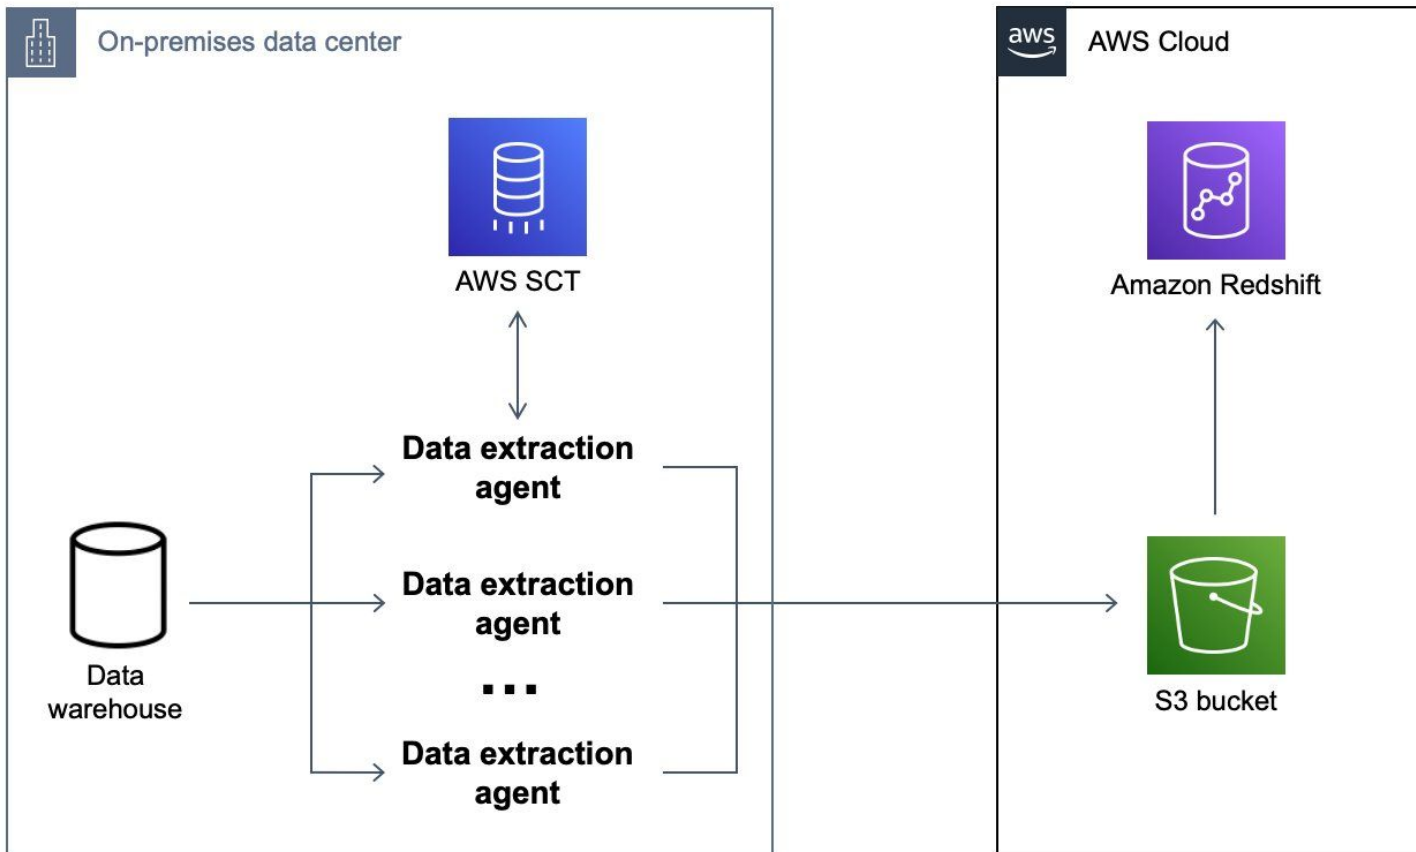 On-premises data center
aws
AWS Cloud
AWS SCT
Amazon Redshift
Data extraction
agent
Data extraction
agent
...
Data extraction
agent
Data
warehouse
S3 bucket